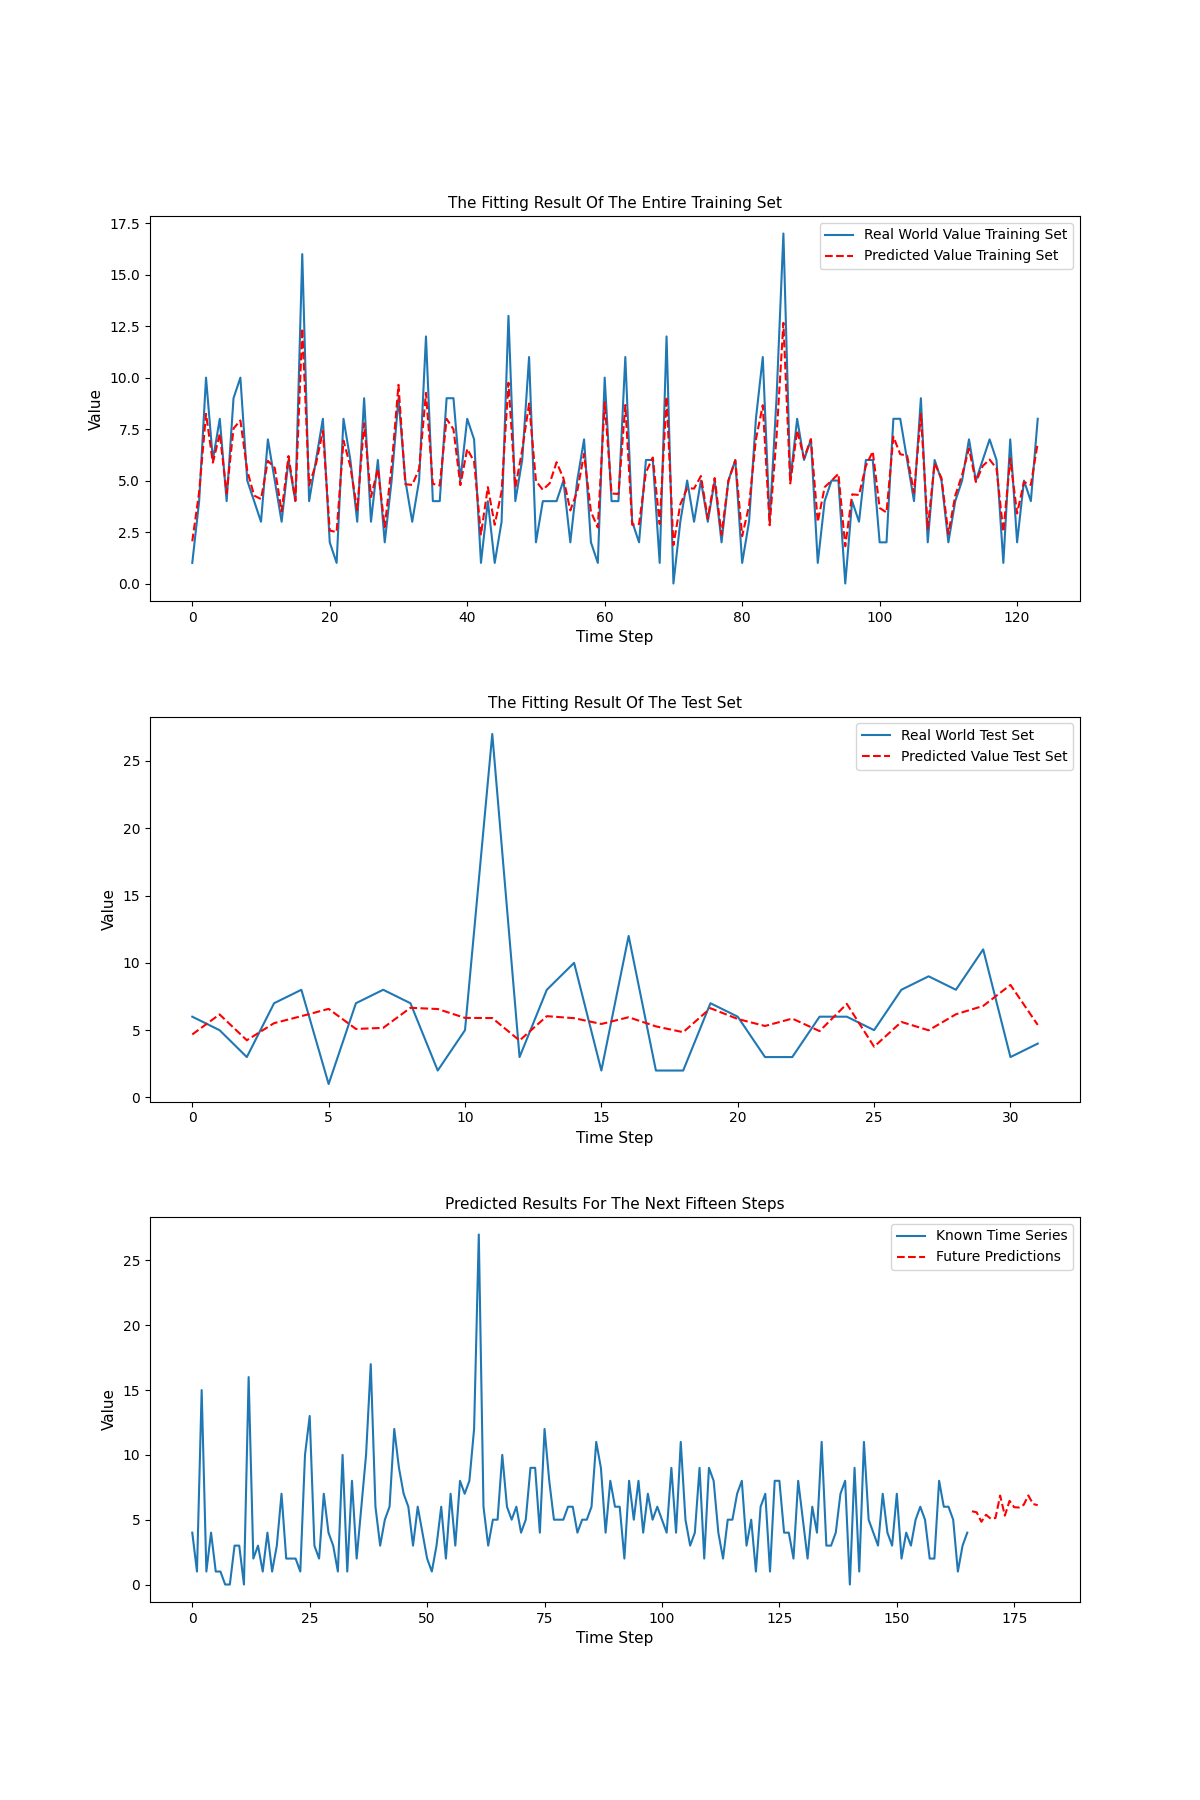 The Fitting Result Of The Entire Training Set
Real World Value Training Set
Predicted Value Training Set
Value
17.5
15.0
12.5
10.0
7.5
5.0
2.5
0.0
0 20 40 60 80 100 120
Time Step
The Fitting Result Of The Test Set
Real World Test Set
Predicted Value Test Set
Value
25
20
15
10
5
0
0 5 10 15 20 25 30
Time Step
Predicted Results For The Next Fifteen Steps
Known Time Series
Future Predictions
Value
25
20
15
10
5
0
0 25 50 75 100 125 150 175
Time Step